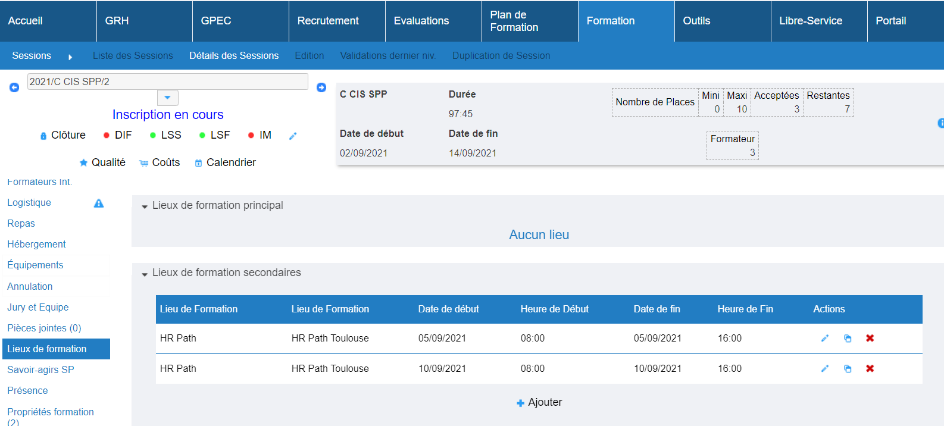 Accueil GRH GPEC Recrutement Evaluations Plan de Formation Formation Outils Libre-Service Portail
Sessions Liste des Sessions Détails des Sessions Edition Validations dernier niv. Duplication de Session
2021/C CIS SPP/2
Inscription en cours
Clôture DIF LSS LSF IM
Qualité Coûts Calendrier
C CIS SPP Durée
97:45
Date de début Date de fin
02/09/2021 14/09/2021
Nombre de Places Mini Maxi Acceptées Restantes
0 10 3 7
Formateur
3
Formateurs Int.
Logistique
Repas
Hébergement
Équipements
Annulation
Jury et Equipe
Pièces jointes (0)
Lieux de formation
Savoir-agirs SP
Présence
Propriétés formation
(2)
Lieux de formation principal
Aucun lieu
Lieux de formation secondaires
Lieu de Formation Lieu de Formation Date de début Heure de Début Date de fin Heure de Fin Actions
HR Path HR Path Toulouse 05/09/2021 08:00 05/09/2021 16:00
HR Path HR Path Toulouse 10/09/2021 08:00 10/09/2021 16:00
Ajouter